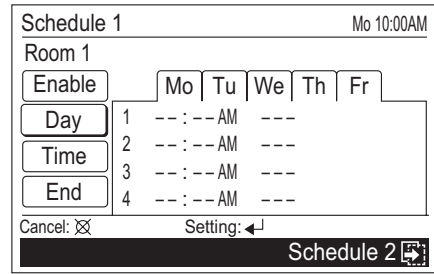 Schedule 1 Mo 10:00AM
Room 1
Enable Mo Tu We Th Fr
Day 1 --:--AM ---
Time 2 --:--AM ---
3 --:--AM ---
End 4 --:--AM ---
Cancel: Setting:
Schedule 2